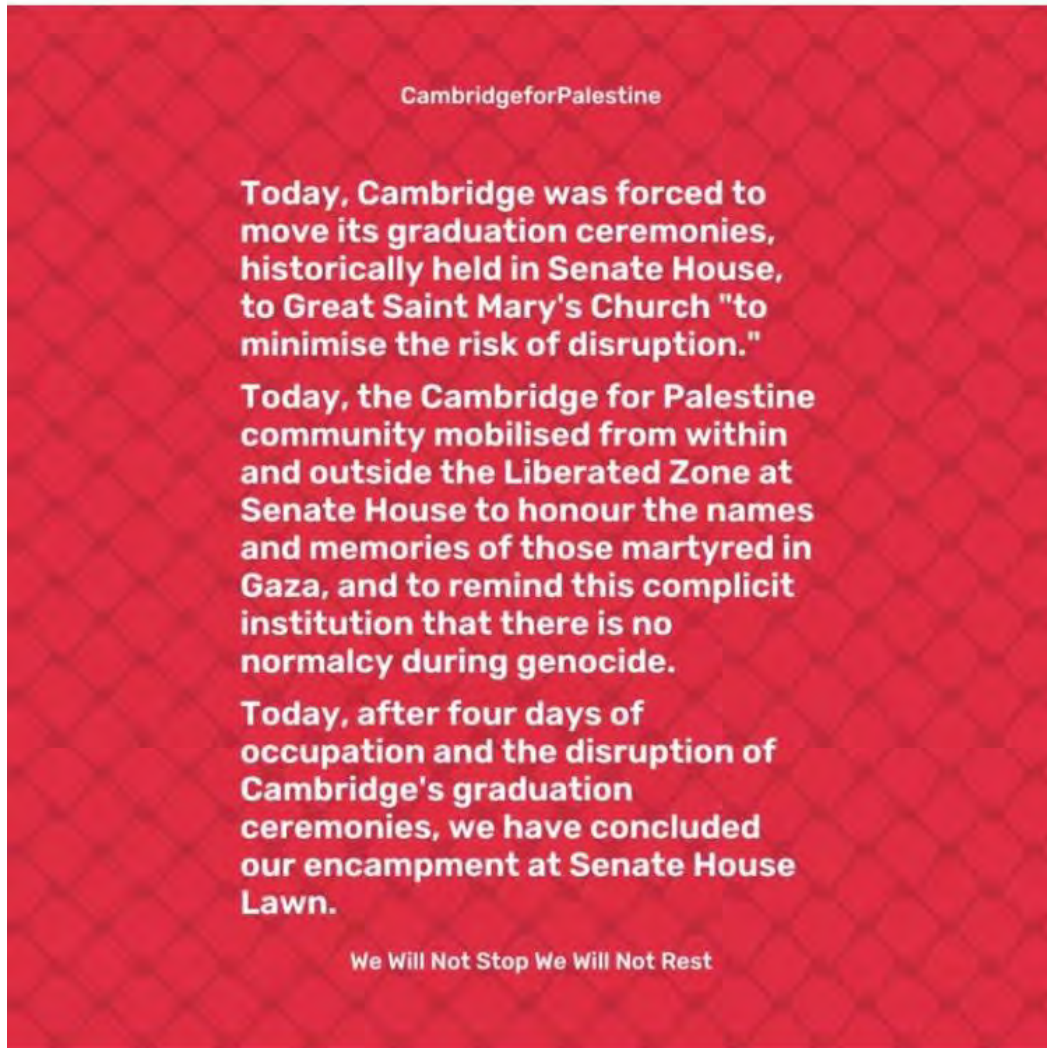 CambridgeforPalestine
Today, Cambridge was forced to
move its graduation ceremonies,
historically held in Senate House,
to Great Saint Mary's Church "to
minimise the risk of disruption."
Today, the Cambridge for Palestine
community mobilised from within
and outside the Liberated Zone at
Senate House to honour the names
and memories of those martyred in
Gaza, and to remind this complicit
institution that there is no
normalcy during genocide.
Today, after four days of
occupation and the disruption of
Cambridge's graduation
ceremonies, we have concluded
our encampment at Senate House
Lawn.
We Will Not Stop We Will Not Rest